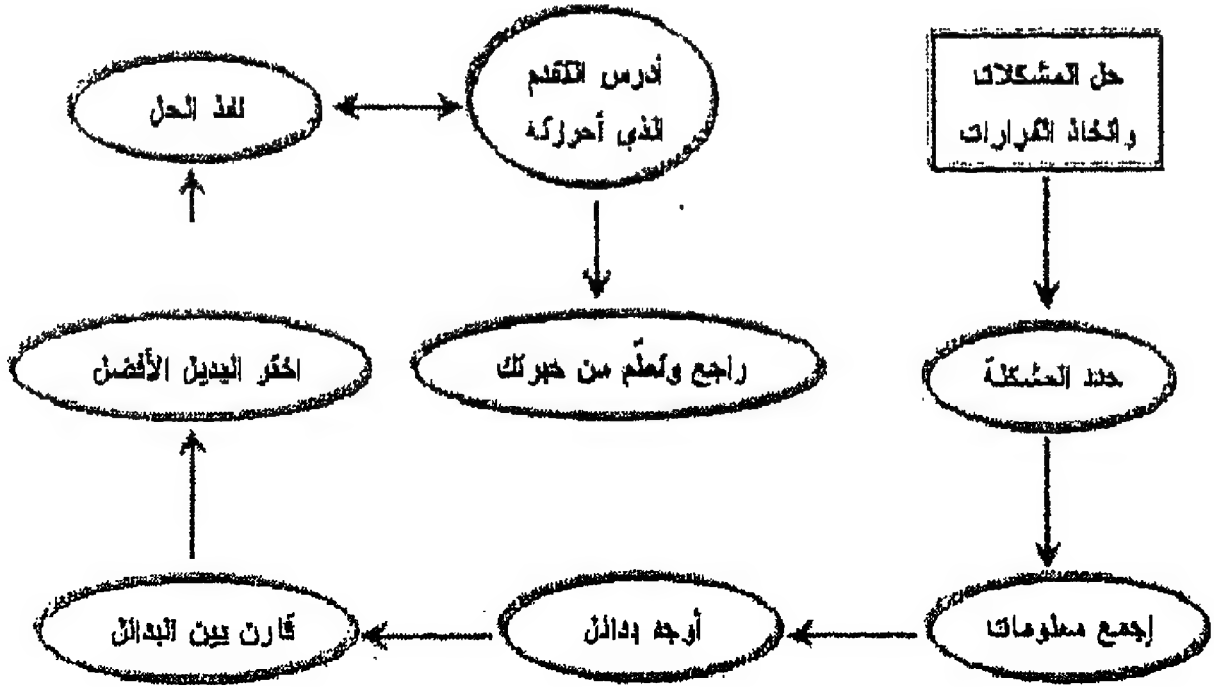 حل المشكلات
واتخاذ القرارات
حدد المشكلة
إجمع معلومات
أوجد بدائل
قارن بين البدائل
اختر البديل الأفضل
نفذ الحل
أدرس التقدم
الذي أحرزته
راجع وتعلّم من خبرتك